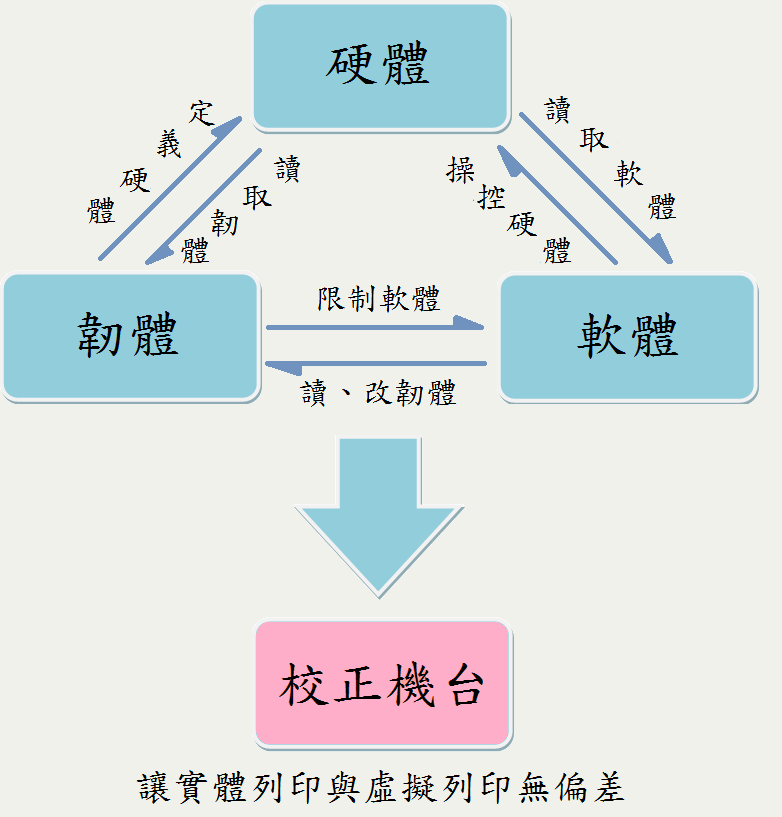 硬體
定義硬體
讀取韌體
操控硬體
讀取軟體
韌體
限制軟體
讀、改韌體
軟體
校正機台
讓實體列印與虛擬列印無偏差